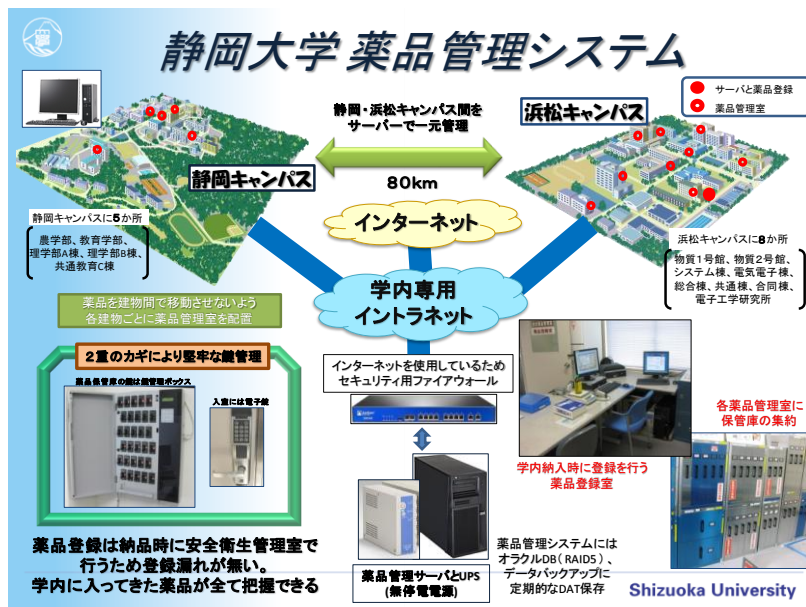 静岡大学 薬品管理システム
サーバと薬品登録
薬品管理室
静岡・浜松キャンパス間を
サーバーで一元管理
浜松キャンパス
静岡キャンパス
80km
インターネット
静岡キャンパスに5か所
農学部、教育学部、
理学部A棟、理学部B棟、
共通教育C棟
浜松キャンパスに8か所
物質1号館、物質2号館、
システム棟、電気電子棟、
総合棟、共通棟、合同棟、
電子工学研究所
学内専用
イントラネット
薬品を建物間で移動させないよう
各建物ごとに薬品管理室を配置
2重のカギにより堅牢な鍵管理
薬品保管庫の鍵は鍵管理ボックス
入室には電子錠
インターネットを使用しているため
セキュリティ用ファイアウォール
各薬品管理室に
保管庫の集約
学内納入時に登録を行う
薬品登録室
薬品登録は納品時に安全衛生管理室で
行うため登録漏れが無い。
学内に入ってきた薬品が全て把握できる
薬品管理サーバとUPS
(無停電電源)
薬品管理システムには
オラクルDB(RAID5)、
データバックアップに
定期的なDAT保存
Shizuoka University